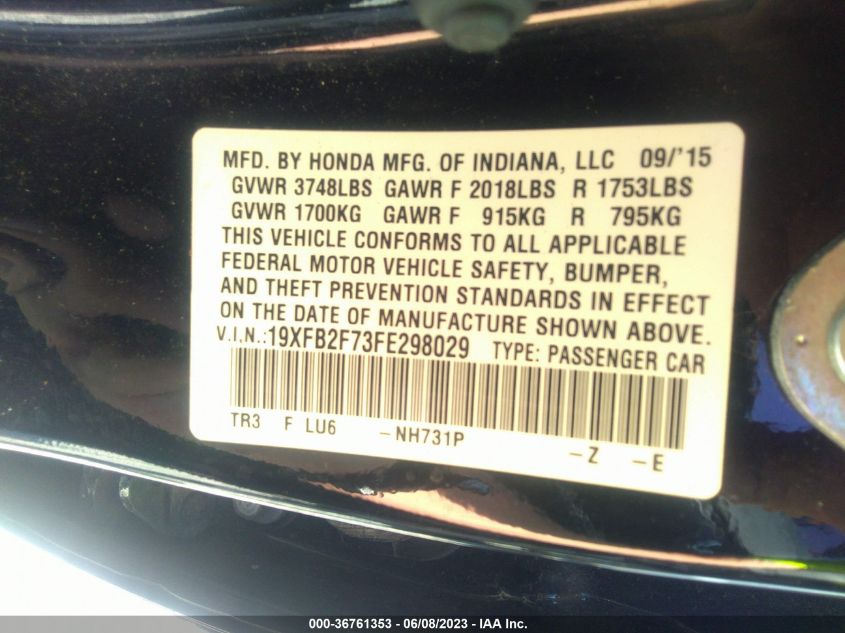 MFD. BY HONDA MFG. OF INDIANA, LLC 09/'15
GVWR 3748LBS GAWR F 2018LBS R 1753LBS
GVWR 1700KG GAWR F 915KG R 795KG
THIS VEHICLE CONFORMS TO ALL APPLICABLE
FEDERAL MOTOR VEHICLE SAFETY, BUMPER,
AND THEFT PREVENTION STANDARDS IN EFFECT
ON THE DATE OF MANUFACTURE SHOWN ABOVE.
V.I.N.:19XFB2F73FE298029 TYPE: PASSENGER CAR
TR3 F LU6 -NH731P -Z -E
000-36761353 - 06/08/2023 - IAA Inc.